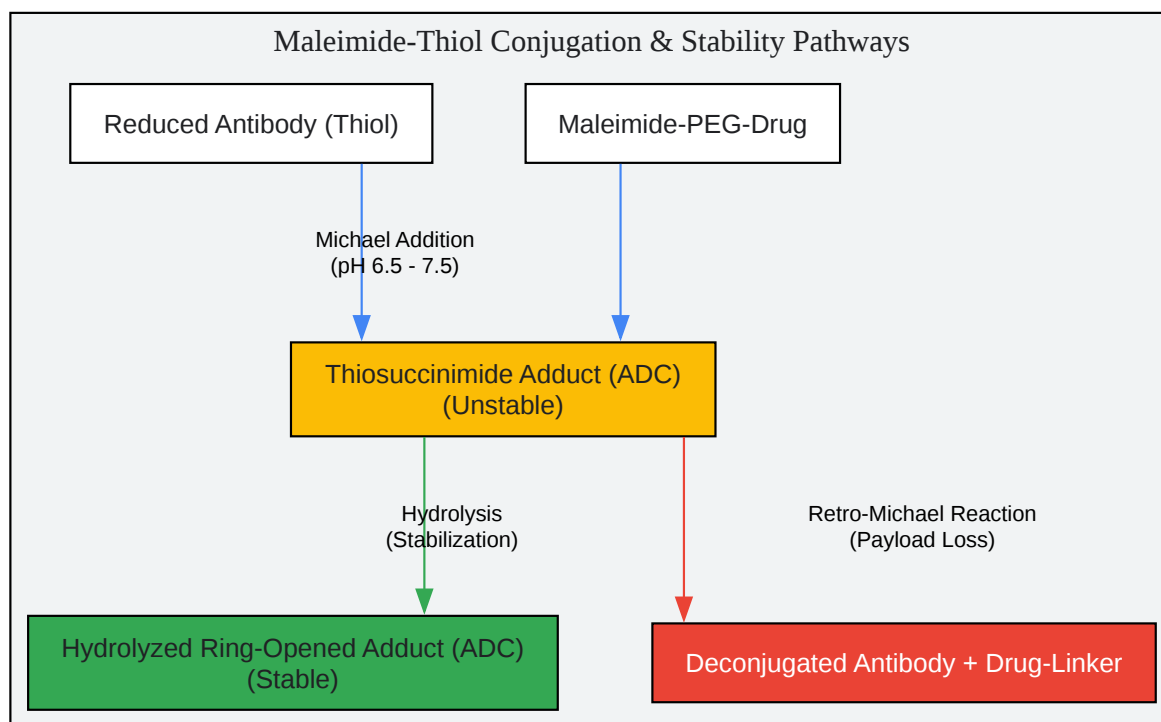 Maleimide-Thiol Conjugation & Stability Pathways
Reduced Antibody (Thiol)
Maleimide-PEG-Drug
Michael Addition
(pH 6.5 - 7.5)
Thiosuccinimide Adduct (ADC)
(Unstable)
Hydrolysis
(Stabilization)
Retro-Michael Reaction
(Payload Loss)
Hydrolyzed Ring-Opened Adduct (ADC)
(Stable)
Deconjugated Antibody + Drug-Linker